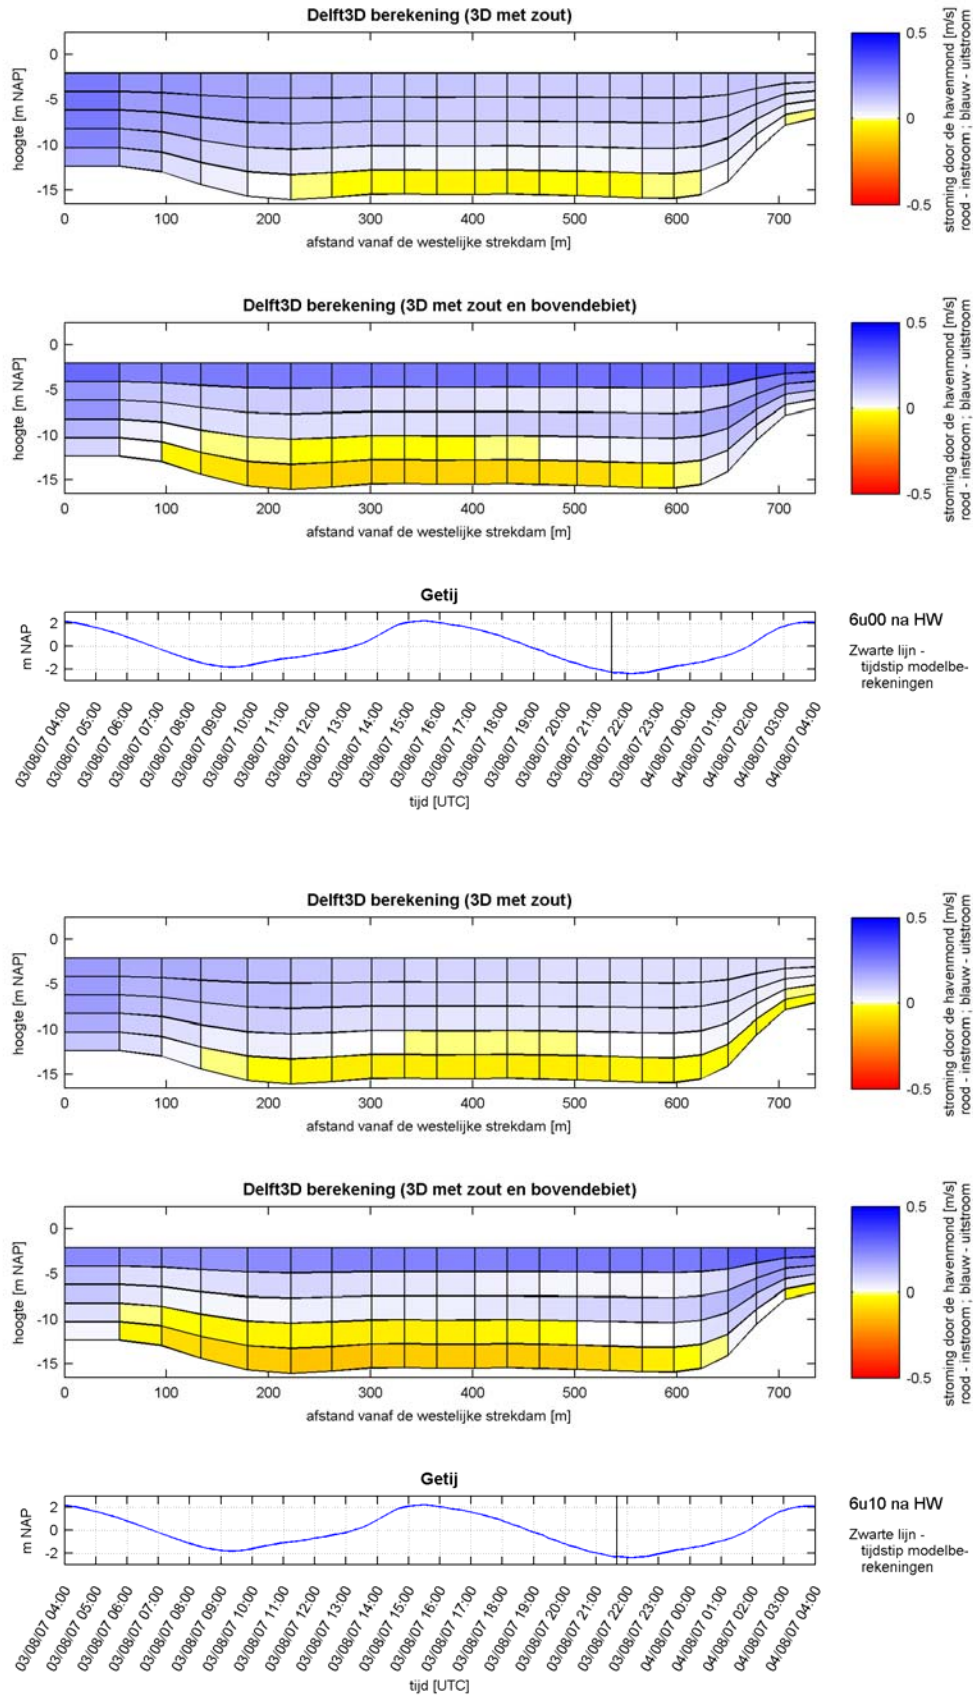 Delft3D berekening (3D met zout)
hoogte [m NAP]
0
-5
-10
-15
0 100 200 300 400 500 600 700
afstand vanaf de westelijke strekdam [m]
0.5
0
-0.5
stroming door de havenmond [m/s]
rood - instroom ; blauw - uitstroom
Delft3D berekening (3D met zout en bovendebiet)
hoogte [m NAP]
0
-5
-10
-15
0 100 200 300 400 500 600 700
afstand vanaf de westelijke strekdam [m]
0.5
0
-0.5
stroming door de havenmond [m/s]
rood - instroom ; blauw - uitstroom
Getij
m NAP
2
0
-2
03/08/07 04:00
03/08/07 05:00
03/08/07 06:00
03/08/07 07:00
03/08/07 08:00
03/08/07 09:00
03/08/07 10:00
03/08/07 11:00
03/08/07 12:00
03/08/07 13:00
03/08/07 14:00
03/08/07 15:00
03/08/07 16:00
03/08/07 17:00
03/08/07 18:00
03/08/07 19:00
03/08/07 20:00
03/08/07 21:00
03/08/07 22:00
03/08/07 23:00
04/08/07 00:00
04/08/07 01:00
04/08/07 02:00
04/08/07 03:00
04/08/07 04:00
tijd [UTC]
6u00 na HW
Zwarte lijn -
tijdstip modelbe-
rekeningen
Delft3D berekening (3D met zout)
hoogte [m NAP]
0
-5
-10
-15
0 100 200 300 400 500 600 700
afstand vanaf de westelijke strekdam [m]
0.5
0
-0.5
stroming door de havenmond [m/s]
rood - instroom ; blauw - uitstroom
Delft3D berekening (3D met zout en bovendebiet)
hoogte [m NAP]
0
-5
-10
-15
0 100 200 300 400 500 600 700
afstand vanaf de westelijke strekdam [m]
0.5
0
-0.5
stroming door de havenmond [m/s]
rood - instroom ; blauw - uitstroom
Getij
m NAP
2
0
-2
03/08/07 04:00
03/08/07 05:00
03/08/07 06:00
03/08/07 07:00
03/08/07 08:00
03/08/07 09:00
03/08/07 10:00
03/08/07 11:00
03/08/07 12:00
03/08/07 13:00
03/08/07 14:00
03/08/07 15:00
03/08/07 16:00
03/08/07 17:00
03/08/07 18:00
03/08/07 19:00
03/08/07 20:00
03/08/07 21:00
03/08/07 22:00
03/08/07 23:00
04/08/07 00:00
04/08/07 01:00
04/08/07 02:00
04/08/07 03:00
04/08/07 04:00
tijd [UTC]
6u10 na HW
Zwarte lijn -
tijdstip modelbe-
rekeningen